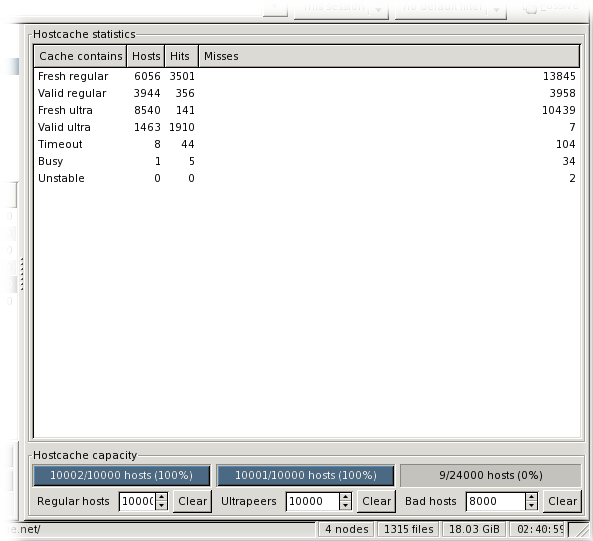 Hostcache statistics
Cache contains Hosts Hits Misses
Fresh regular 6056 3501 13845
Valid regular 3944 356 3958
Fresh ultra 8540 141 10439
Valid ultra 1463 1910 7
Timeout 8 44 104
Busy 1 5 34
Unstable 0 0 2
Hostcache capacity
10002/10000 hosts (100%) 10001/10000 hosts (100%) 9/24000 hosts (0%)
Regular hosts 1000 Clear Ultrapeers 10000 Clear Bad hosts 8000 Clear
e.net/ 4 nodes 1315 files 18.03 GiB 02:40:59